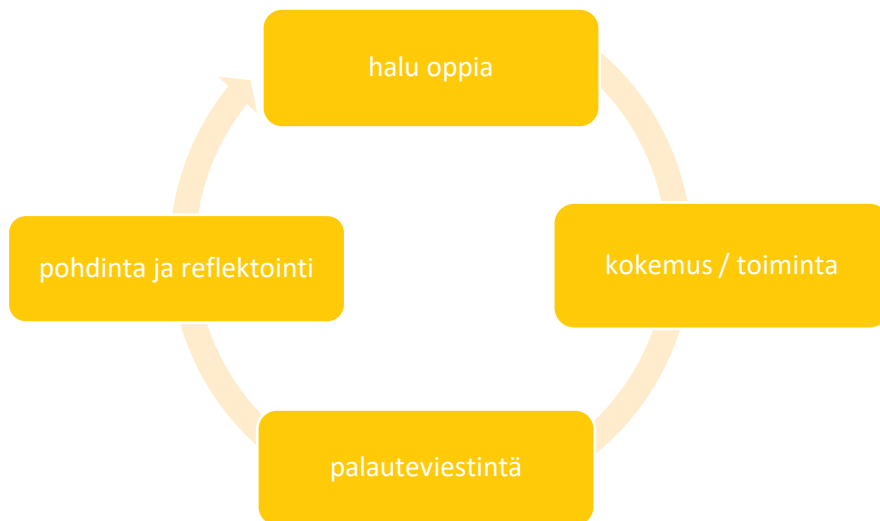 halu oppia
kokemus / toiminta
palauteviestintä
pohdinta ja reflektointi